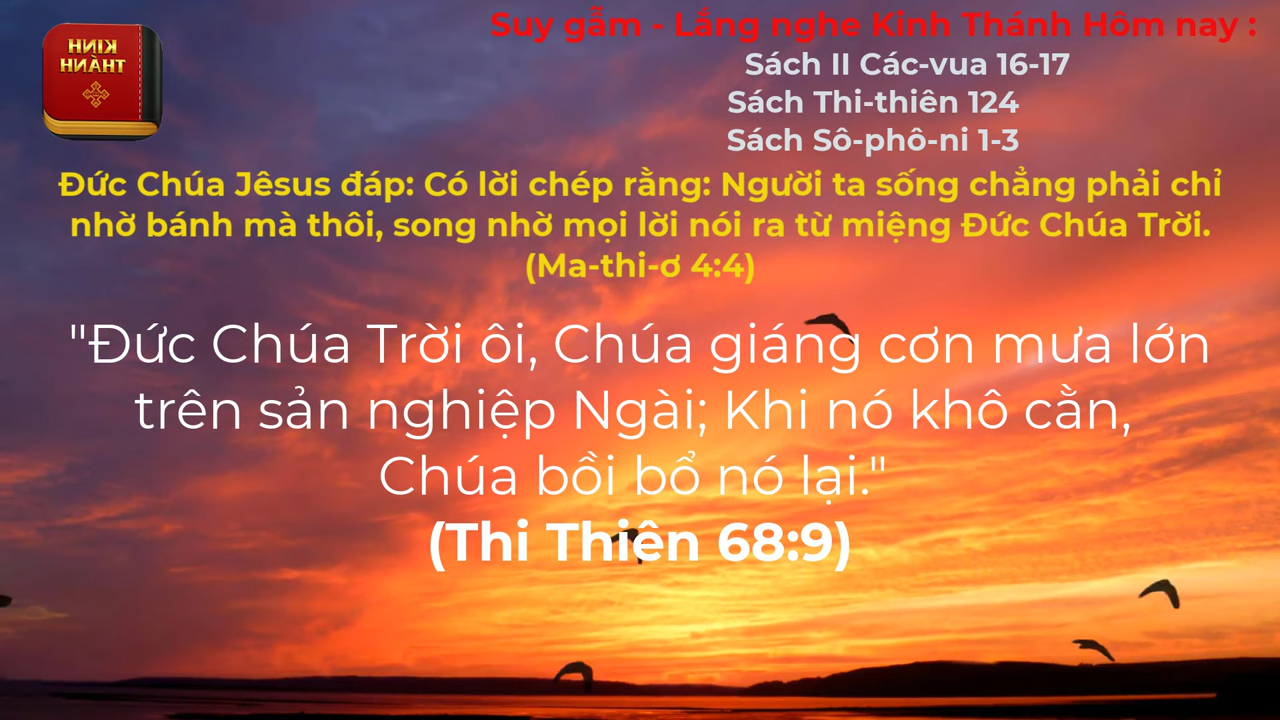 KINH
THÁNH
Suy gẫm - Lắng nghe Kinh Thánh Hôm nay :
Sách II Các-vua 16-17
Sách Thi-thiên 124
Sách Sô-phô-ni 1-3
Đức Chúa Jêsus đáp: Có lời chép rằng: Người ta sống chẳng phải chỉ
nhờ bánh mà thôi, song nhờ mọi lời nói ra từ miệng Đức Chúa Trời.
(Ma-thi-ơ 4:4)
"Đức Chúa Trời ôi, Chúa giáng cơn mưa lớn
trên sản nghiệp Ngài; Khi nó khô cằn,
Chúa bồi bổ nó lại."
(Thi Thiên 68:9)